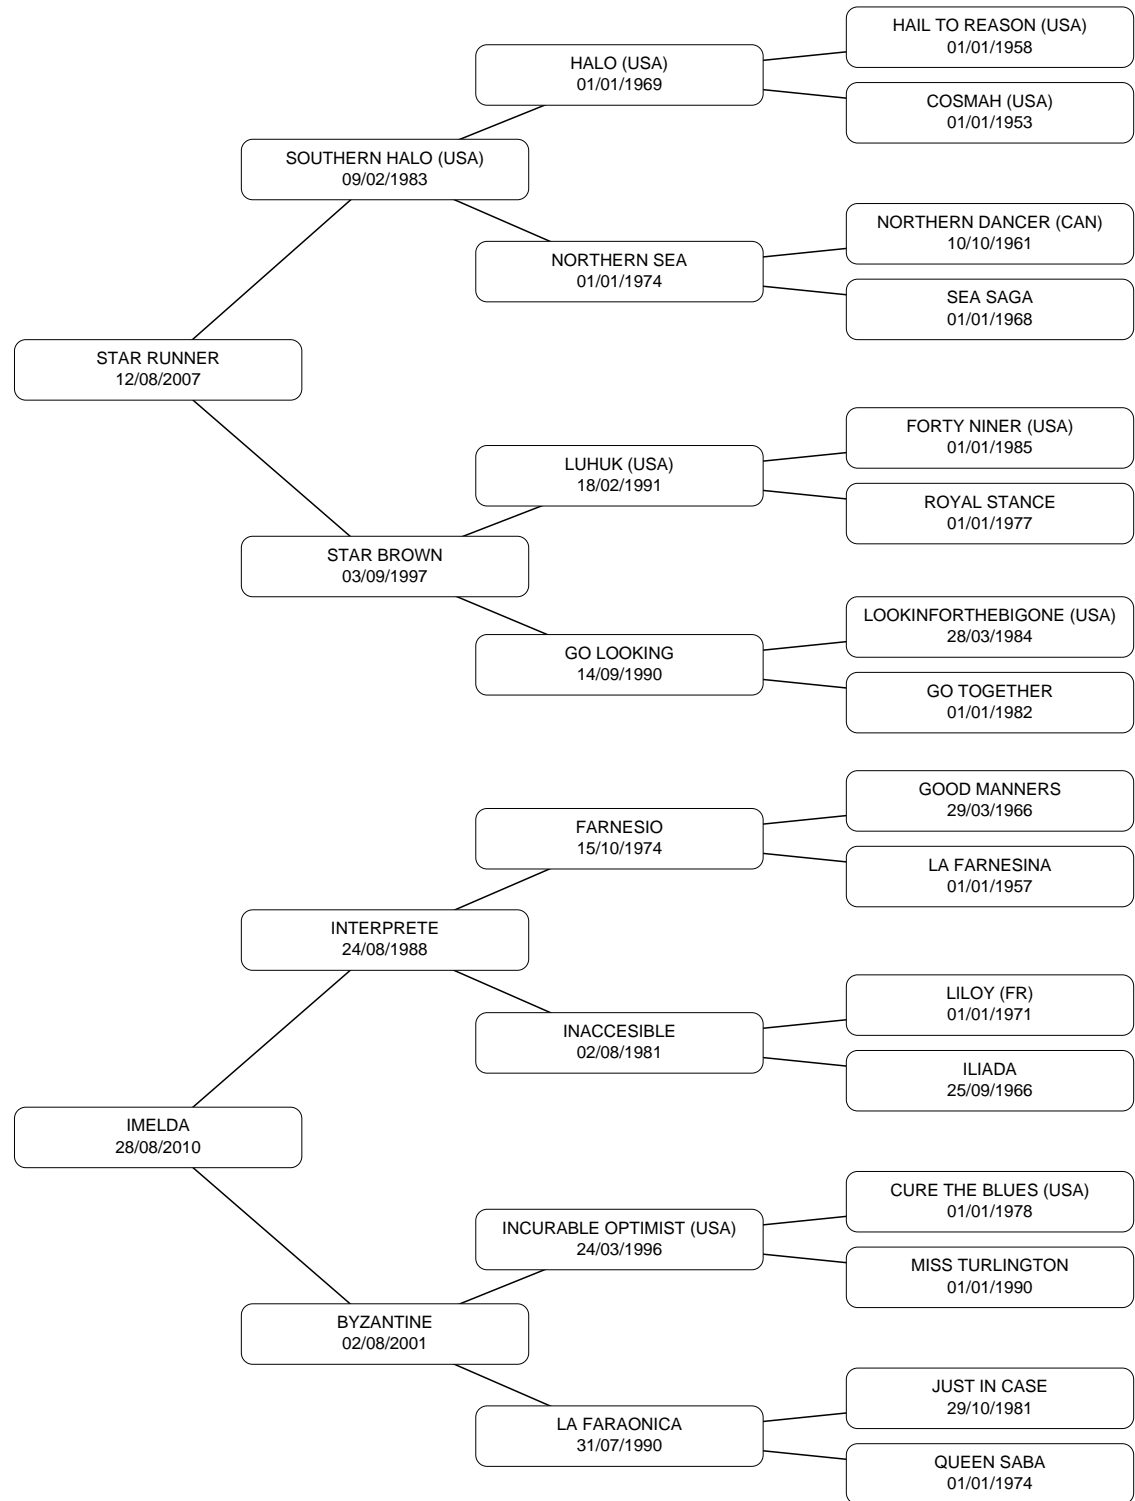 HAIL TO REASON (USA)
01/01/1958
HALO (USA)
01/01/1969
COSMAH (USA)
01/01/1953
SOUTHERN HALO (USA)
09/02/1983
NORTHERN DANCER (CAN)
10/10/1961
NORTHERN SEA
01/01/1974
SEA SAGA
01/01/1968
STAR RUNNER
12/08/2007
FORTY NINER (USA)
01/01/1985
LUHUK (USA)
18/02/1991
ROYAL STANCE
01/01/1977
STAR BROWN
03/09/1997
LOOKINFORTHEBIGONE (USA)
28/03/1984
GO LOOKING
14/09/1990
GO TOGETHER
01/01/1982
GOOD MANNERS
29/03/1966
FARNESIO
15/10/1974
LA FARNESINA
01/01/1957
INTERPRETE
24/08/1988
LILOY (FR)
01/01/1971
INACCESIBLE
02/08/1981
ILIADA
25/09/1966
IMELDA
28/08/2010
CURE THE BLUES (USA)
01/01/1978
INCURABLE OPTIMIST (USA)
24/03/1996
MISS TURLINGTON
01/01/1990
BYZANTINE
02/08/2001
JUST IN CASE
29/10/1981
LA FARAONICA
31/07/1990
QUEEN SABA
01/01/1974